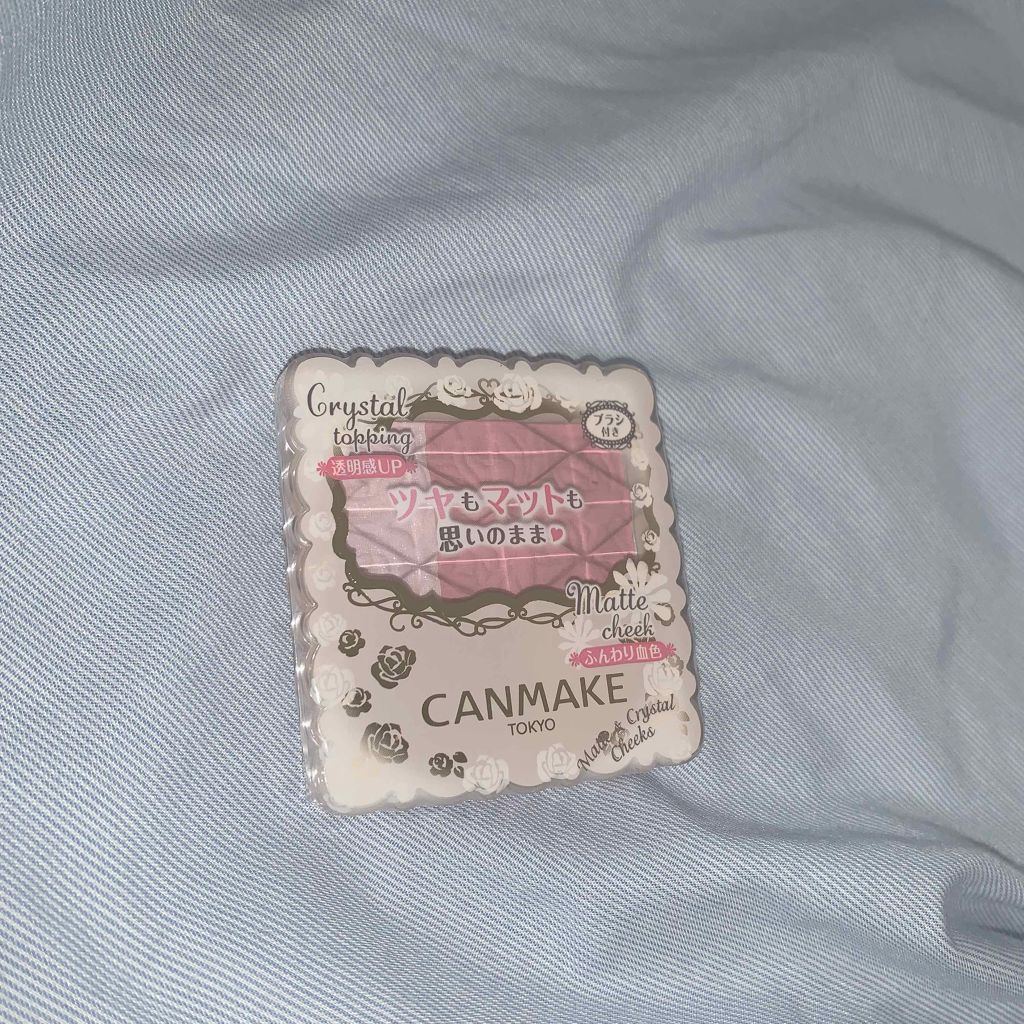 Crystal
topping
透明感UP
ブラシ
付き
ツヤもマットも
思いのまま♥
Matte
cheek
ふんわり血色
CANMAKE
TOKYO
Matte & Crystal
Cheeks